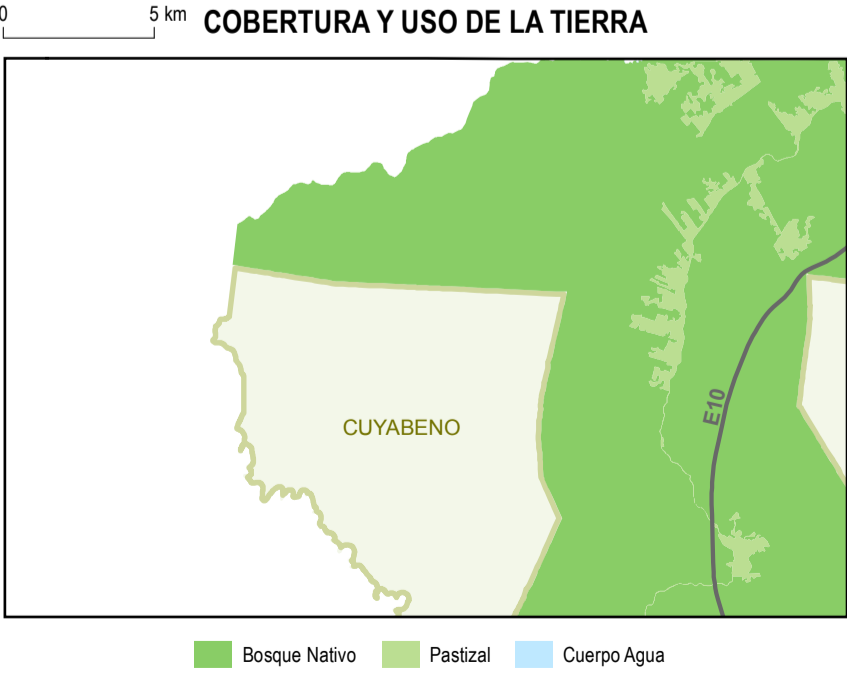 0 5 km COBERTURA Y USO DE LA TIERRA
CUYABENO
E10
Bosque Nativo Pastizal Cuerpo Agua